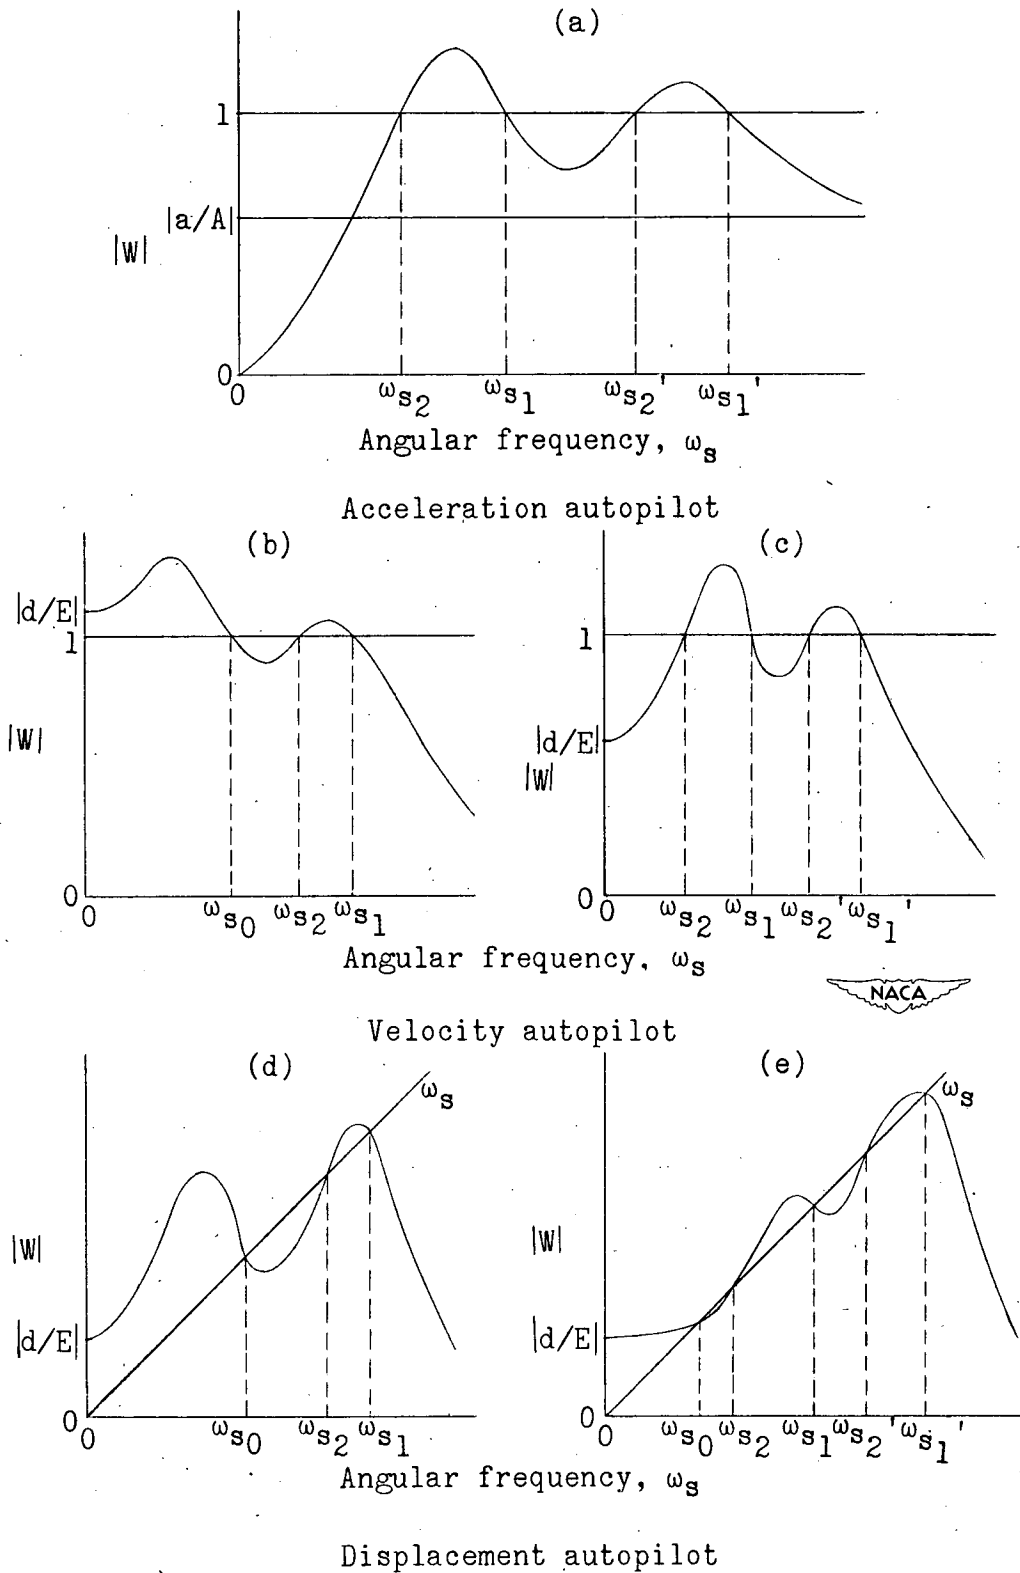 (a)
1
|a/A|
|W|
0
0
ωs2
ωs1
ωs2'
ωs1'
Angular frequency, ωs
Acceleration autopilot
(b)
|d/E|
1
|W|
0
0
ωs0
ωs2
ωs1
(c)
1
|d/E|
|W|
0
0
ωs2
ωs1
ωs2'
ωs1'
Angular frequency, ωs
NACA
Velocity autopilot
(d)
ωs
|W|
|d/E|
0
0
ωs0
ωs2
ωs1
(e)
ωs
|W|
|d/E|
0
0
ωs0
ωs2
ωs1
ωs2'
ωs1'
Angular frequency, ωs
Displacement autopilot